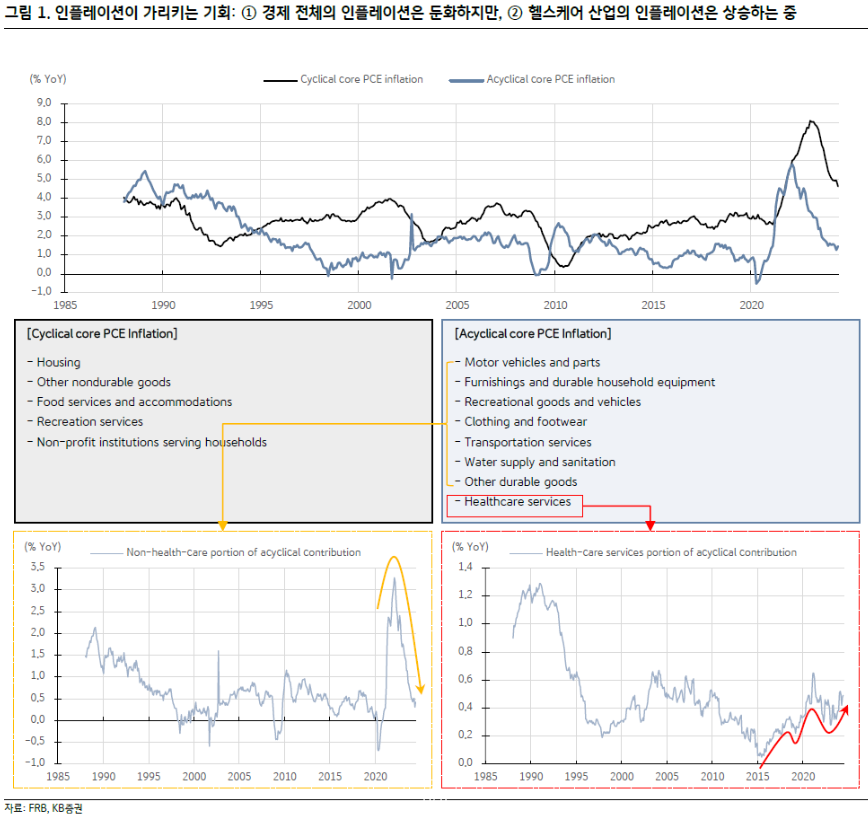 그림 1. 인플레이션이 가리키는 기회: ① 경제 전체의 인플레이션은 둔화하지만, ② 헬스케어 산업의 인플레이션은 상승하는 중
(% YoY)
Cyclical core PCE inflation
Acyclical core PCE inflation
9,0
8,0
7,0
6,0
5,0
4,0
3,0
2,0
1,0
0,0
-1,0
1985 1990 1995 2000 2005 2010 2015 2020
[Cyclical core PCE Inflation]
- Housing
- Other nondurable goods
- Food services and accommodations
- Recreation services
- Non-profit institutions serving households
[Acyclical core PCE Inflation]
- Motor vehicles and parts
- Furnishings and durable household equipment
- Recreational goods and vehicles
- Clothing and footwear
- Transportation services
- Water supply and sanitation
- Other durable goods
- Healthcare services
(% YoY)
Non-health-care portion of acyclical contribution
3,5
3,0
2,5
2,0
1,5
1,0
0,5
0,0
-0,5
-1,0
1985 1990 1995 2000 2005 2010 2015 2020
(% YoY)
Health-care services portion of acyclical contribution
1,4
1,2
1,0
0,8
0,6
0,4
0,2
0,0
1985 1990 1995 2000 2005 2010 2015 2020
자료: FRB, KB증권